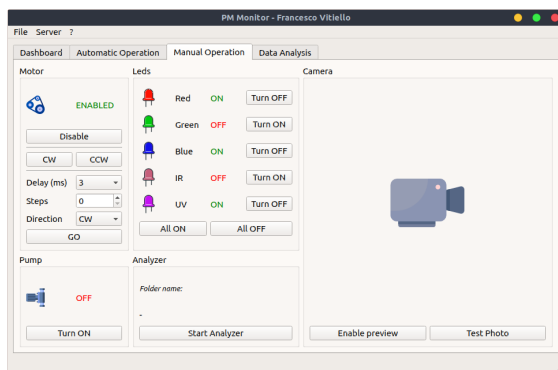 PM Monitor - Francesco Vitiello
File Server ?
Dashboard Automatic Operation Manual Operation Data Analysis
Motor
ENABLED
Disable
CW CCW
Delay (ms) 3
Steps 0
Direction CW
GO
Leds
Red ON Turn OFF
Green OFF Turn ON
Blue ON Turn OFF
IR OFF Turn ON
UV ON Turn OFF
All ON All OFF
Camera
Enable preview Test Photo
Pump
OFF
Turn ON
Analyzer
Folder name:
-
Start Analyzer